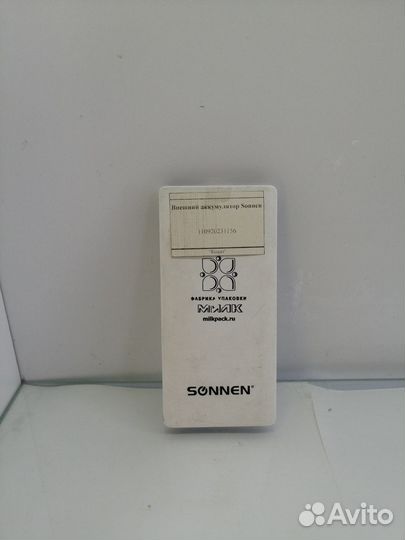 Внешний аккумулятор Sonnen
ФАБРИКА УПАКОВКИ
МИЛК
milkpack.ru
SONNEN®
Avito